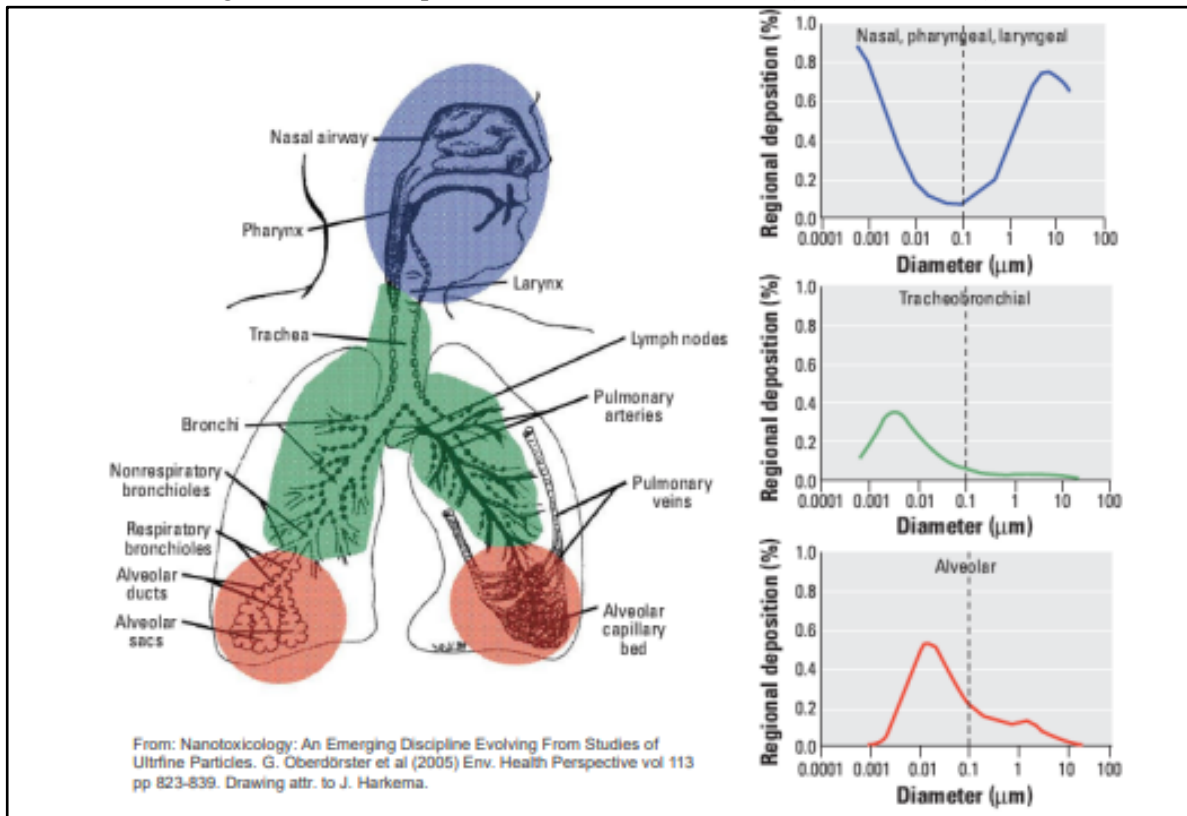 Nasal airway
Pharynx
Larynx
Trachea
Lymph nodes
Pulmonary
arteries
Bronchi
Nonrespiratory
bronchioles
Pulmonary
veins
Respiratory
bronchioles
Alveolar
ducts
Alveolar
sacs
Alveolar
capillary
bed
From: Nanotoxicology: An Emerging Discipline Evolving From Studies of
Ultrfine Particles. G. Oberdörster et al (2005) Env. Health Perspective vol 113
pp 823-839. Drawing attr. to J. Harkema.
Regional deposition (%)
Nasal, pharyngeal, laryngeal
1.0
0.8
0.6
0.4
0.2
0.0
0.0001 0.001 0.01 0.1 1 10 100
Diameter (μm)
Regional deposition (%)
Tracheobronchial
1.0
0.8
0.6
0.4
0.2
0.0
0.0001 0.001 0.01 0.1 1 10 100
Diameter (μm)
Regional deposition (%)
Alveolar
1.0
0.8
0.6
0.4
0.2
0.0
0.0001 0.001 0.01 0.1 1 10 100
Diameter (μm)